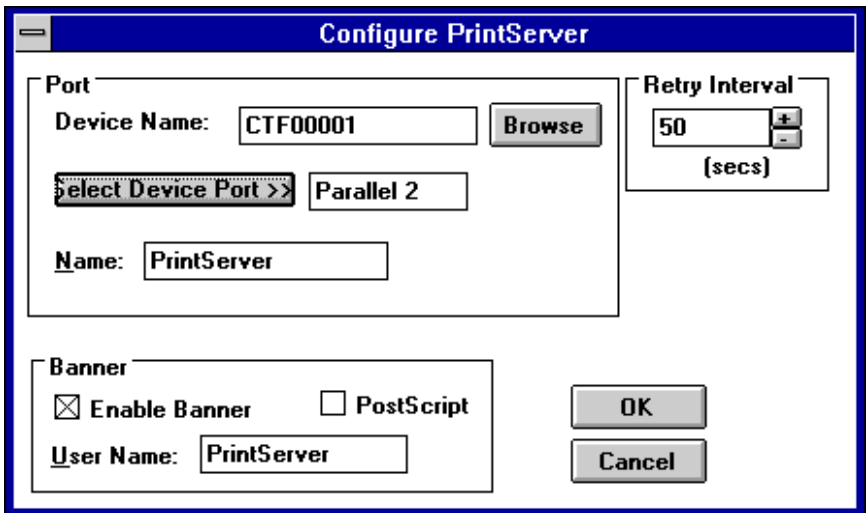 Configure PrintServer
Port
Device Name: CTF00001 Browse
Select Device Port >> Parallel 2
Name: PrintServer
Retry Interval
50 + -
(secs)
Banner
Enable Banner PostScript
User Name: PrintServer
OK
Cancel